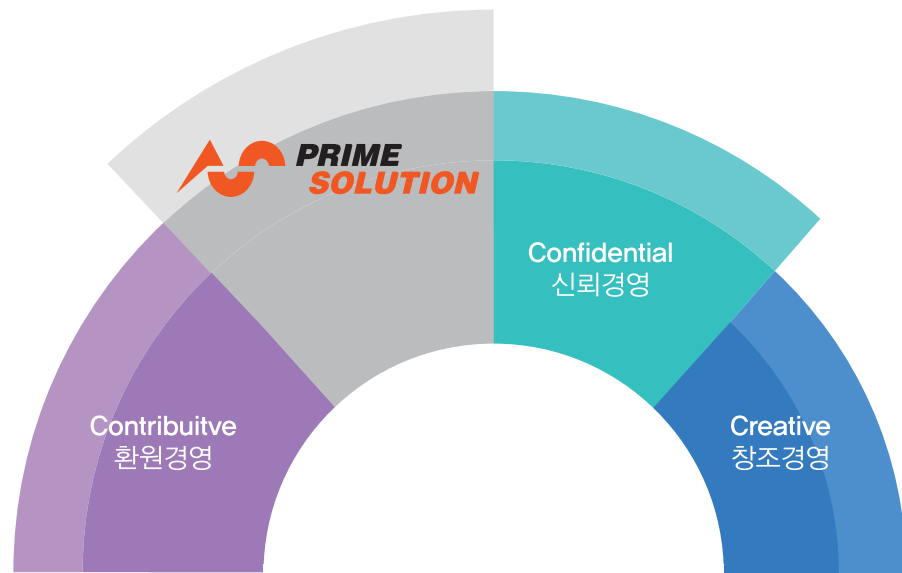 PRIME
SOLUTION
Confidential
신뢰경영
Contribuitve
환원경영
Creative
창조경영